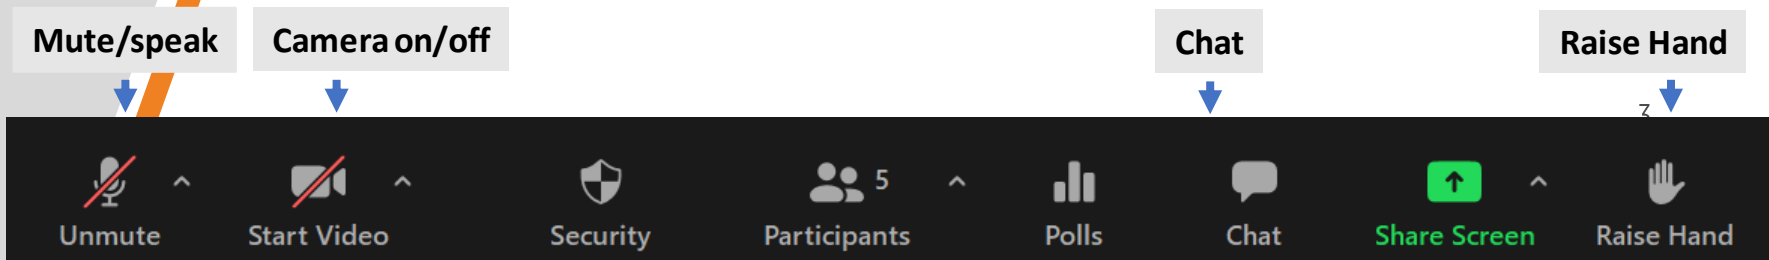 Mute/speak Camera on/off Chat Raise Hand
5
Unmute Start Video Security Participants Polls Chat Share Screen Raise Hand